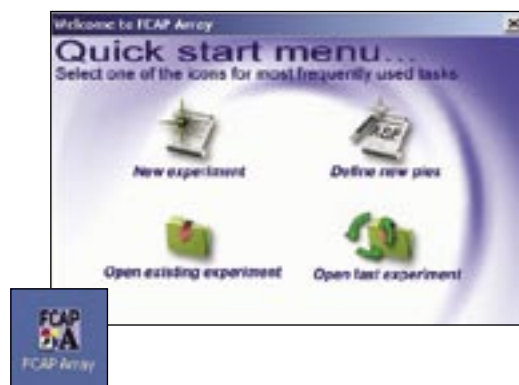 Welcome to FCAP Array
Quick start menu...
Select one of the icons for most frequently used tasks
New experiment
Define new
Open existing experiment
Open last experiment
FCAP
A
FCAP Array